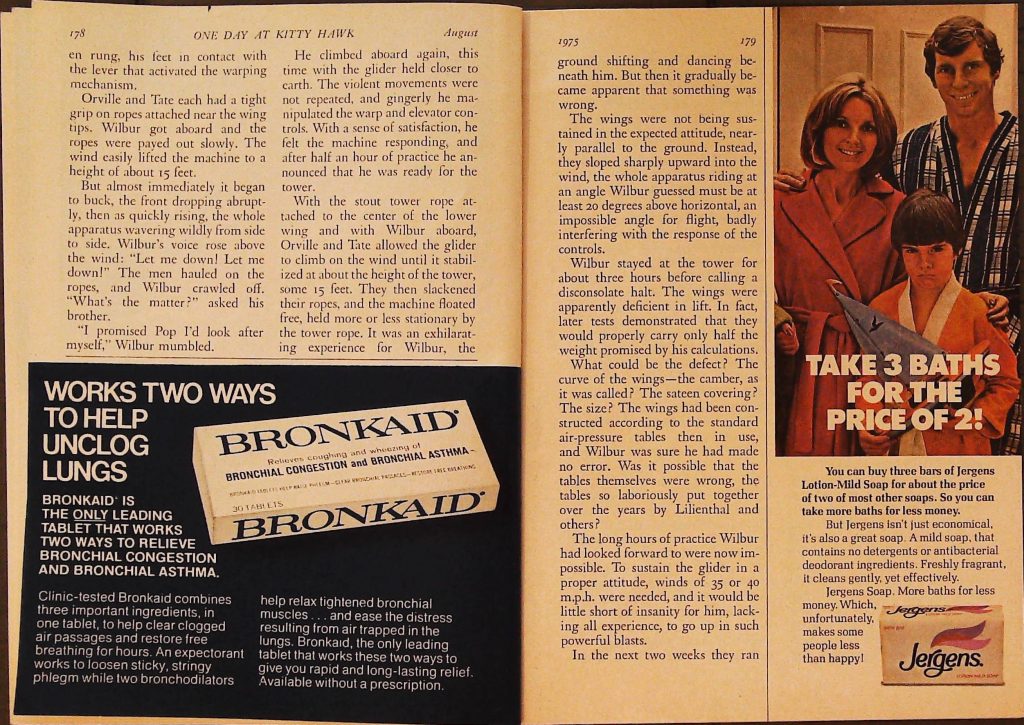 178 ONE DAY AT KITTY HAWK August
en rung, his feet in contact with
the lever that activated the warping
mechanism.
Orville and Tate each had a tight
grip on ropes attached near the wing
tips. Wilbur got aboard and the
ropes were payed out slowly. The
wind easily lifted the machine to a
height of about 15 feet.
But almost immediately it began
to buck, the front dropping abrupt-
ly, then as quickly rising, the whole
apparatus wavering wildly from side
to side. Wilbur's voice rose above
the wind: "Let me down! Let me
down!" The men hauled on the
ropes, and Wilbur crawled off.
"What's the matter?" asked his
brother.
"I promised Pop I'd look after
myself," Wilbur mumbled.
He climbed aboard again, this
time with the glider held closer to
earth. The violent movements were
not repeated, and gingerly he ma-
nipulated the warp and elevator con-
trols. With a sense of satisfaction, he
felt the machine responding, and
after half an hour of practice he an-
nounced that he was ready for the
tower.
With the stout tower rope at-
tached to the center of the lower
wing and with Wilbur aboard,
Orville and Tate allowed the glider
to climb on the wind until it stabil-
ized at about the height of the tower,
some 15 feet. They then slackened
their ropes, and the machine floated
free, held more or less stationary by
the tower rope. It was an exhilarat-
ing experience for Wilbur, the
WORKS TWO WAYS
TO HELP
UNCLOG
LUNGS
BRONKAID® IS
THE ONLY LEADING
TABLET THAT WORKS
TWO WAYS TO RELIEVE
BRONCHIAL CONGESTION
AND BRONCHIAL ASTHMA.
BRONKAID®
Relieves coughing and wheezing of
BRONCHIAL CONGESTION and BRONCHIAL ASTHMA
BRONKAID TABLETS HELP RAISE PHLEGM—CLEAR BRONCHIAL PASSAGES—RESTORE FREE BREATHING
30 TABLETS
BRONKAID®
Clinic-tested Bronkaid combines
three important ingredients, in
one tablet, to help clear clogged
air passages and restore free
breathing for hours. An expectorant
works to loosen sticky, stringy
phlegm while two bronchodilators
help relax tightened bronchial
muscles . . . and ease the distress
resulting from air trapped in the
lungs. Bronkaid, the only leading
tablet that works these two ways to
give you rapid and long-lasting relief.
Available without a prescription.
1975 179
ground shifting and dancing be-
neath him. But then it gradually be-
came apparent that something was
wrong.
The wings were not being sus-
tained in the expected attitude, near-
ly parallel to the ground. Instead,
they sloped sharply upward into the
wind, the whole apparatus riding at
an angle Wilbur guessed must be at
least 20 degrees above horizontal, an
impossible angle for flight, badly
interfering with the response of the
controls.
Wilbur stayed at the tower for
about three hours before calling a
disconsolate halt. The wings were
apparently deficient in lift. In fact,
later tests demonstrated that they
would properly carry only half the
weight promised by his calculations.
What could be the defect? The
curve of the wings—the camber, as
it was called? The sateen covering?
The size? The wings had been con-
structed according to the standard
air-pressure tables then in use,
and Wilbur was sure he had made
no error. Was it possible that the
tables themselves were wrong, the
tables so laboriously put together
over the years by Lilienthal and
others?
The long hours of practice Wilbur
had looked forward to were now im-
possible. To sustain the glider in a
proper attitude, winds of 35 or 40
m.p.h. were needed, and it would be
little short of insanity for him, lack-
ing all experience, to go up in such
powerful blasts.
In the next two weeks they ran
TAKE 3 BATHS
FOR THE
PRICE OF 2!
You can buy three bars of Jergens
Lotion-Mild Soap for about the price
of two of most other soaps. So you can
take more baths for less money.
But Jergens isn't just economical,
it's also a great soap. A mild soap, that
contains no detergents or antibacterial
deodorant ingredients. Freshly fragrant,
it cleans gently, yet effectively.
Jergens Soap. More baths for less
money. Which,
unfortunately,
makes some
people less
than happy!
Jergens
Jergens.
LOTION MILD SOAP